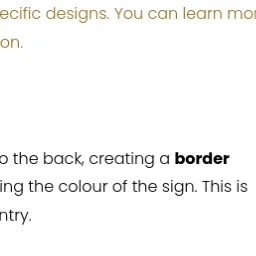 ecific designs. You can learn mor
on.
o the back, creating a border
ing the colour of the sign. This is
ntry.